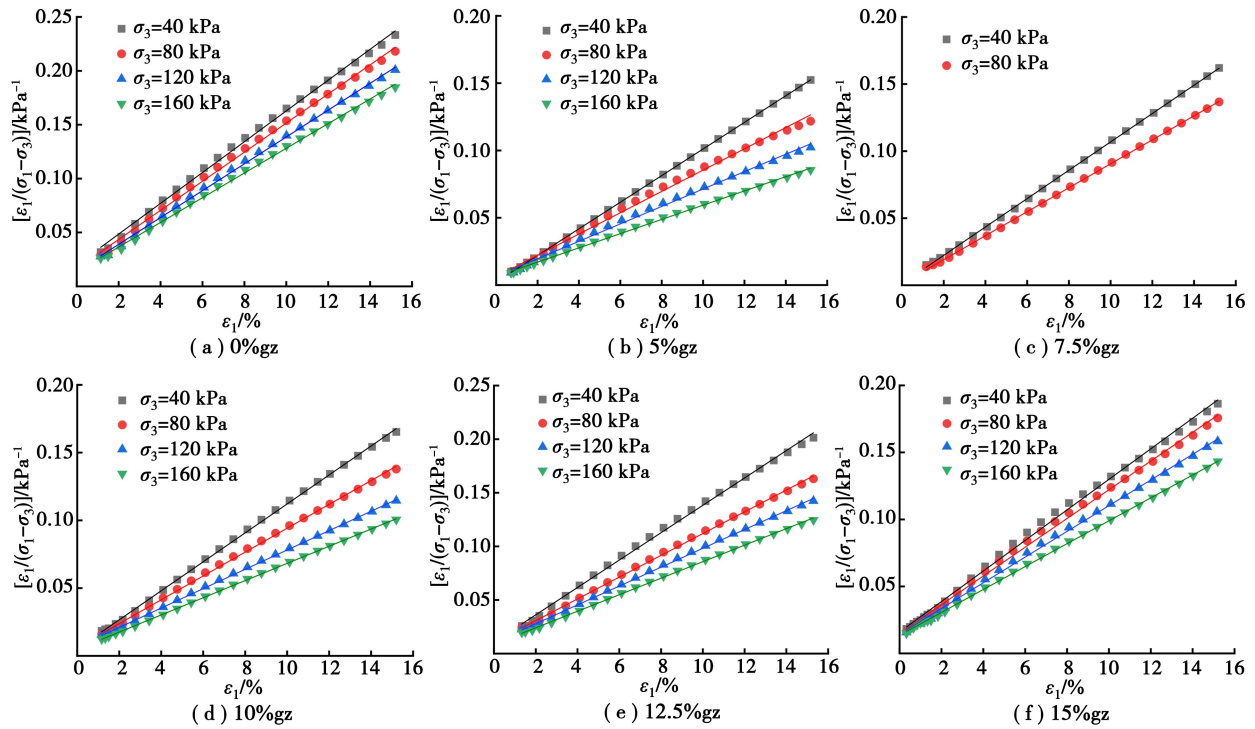 0.25
0.20
0.15
0.10
0.05
[ε₁/(σ₁−σ₃)]/kPa⁻¹
σ₃=40 kPa
σ₃=80 kPa
σ₃=120 kPa
σ₃=160 kPa
0 2 4 6 8 10 12 14 16
ε₁/%
( a ) 0%gz
0.20
0.15
0.10
0.05
[ε₁/(σ₁−σ₃)]/kPa⁻¹
σ₃=40 kPa
σ₃=80 kPa
σ₃=120 kPa
σ₃=160 kPa
0 2 4 6 8 10 12 14 16
ε₁/%
( b ) 5%gz
0.20
0.15
0.10
0.05
[ε₁/(σ₁−σ₃)]/kPa⁻¹
σ₃=40 kPa
σ₃=80 kPa
0 2 4 6 8 10 12 14 16
ε₁/%
( c ) 7.5%gz
0.20
0.15
0.10
0.05
[ε₁/(σ₁−σ₃)]/kPa⁻¹
σ₃=40 kPa
σ₃=80 kPa
σ₃=120 kPa
σ₃=160 kPa
0 2 4 6 8 10 12 14 16
ε₁/%
( d ) 10%gz
0.25
0.20
0.15
0.10
0.05
[ε₁/(σ₁−σ₃)]/kPa⁻¹
σ₃=40 kPa
σ₃=80 kPa
σ₃=120 kPa
σ₃=160 kPa
0 2 4 6 8 10 12 14 16
ε₁/%
( e ) 12.5%gz
0.20
0.15
0.10
0.05
[ε₁/(σ₁−σ₃)]/kPa⁻¹
σ₃=40 kPa
σ₃=80 kPa
σ₃=120 kPa
σ₃=160 kPa
0 2 4 6 8 10 12 14 16
ε₁/%
( f ) 15%gz